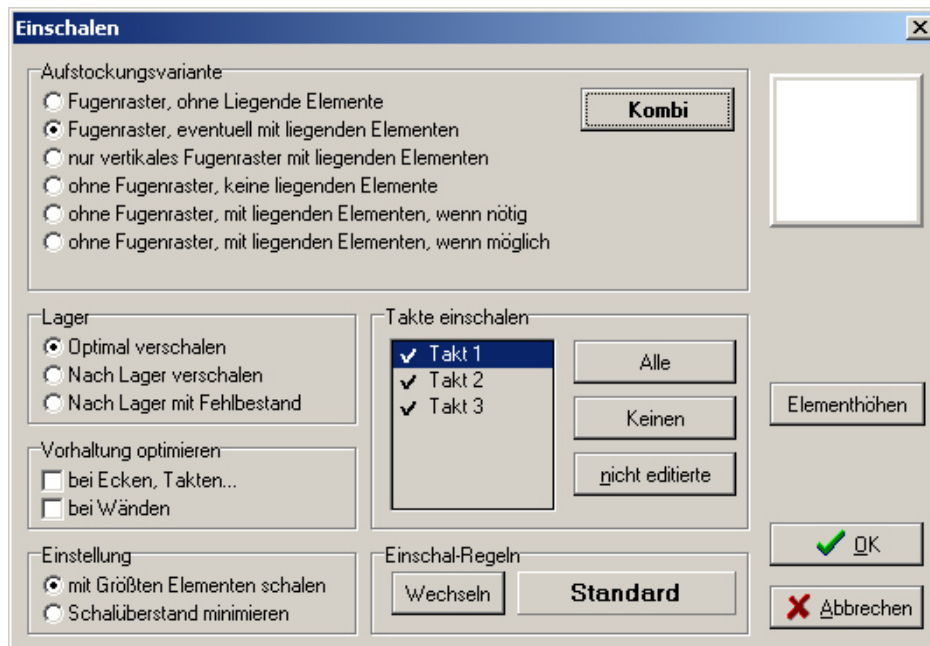 Einschalen
Aufstockungsvariante
Fugenraster, ohne Liegende Elemente
Fugenraster, eventuell mit liegenden Elementen
nur vertikales Fugenraster mit liegenden Elementen
ohne Fugenraster, keine liegenden Elemente
ohne Fugenraster, mit liegenden Elementen, wenn nötig
ohne Fugenraster, mit liegenden Elementen, wenn möglich
Kombi
Lager
Optimal verschalen
Nach Lager verschalen
Nach Lager mit Fehlbestand
Takte einschalen
Takt 1
Takt 2
Takt 3
Alle
Keinen
nicht editierte
Elementhöhen
Vorhaltung optimieren
bei Ecken, Takten...
bei Wänden
Einstellung
mit Größten Elementen schalen
Schalüberstand minimieren
Einschal-Regeln
Wechseln
Standard
OK
Abbrechen